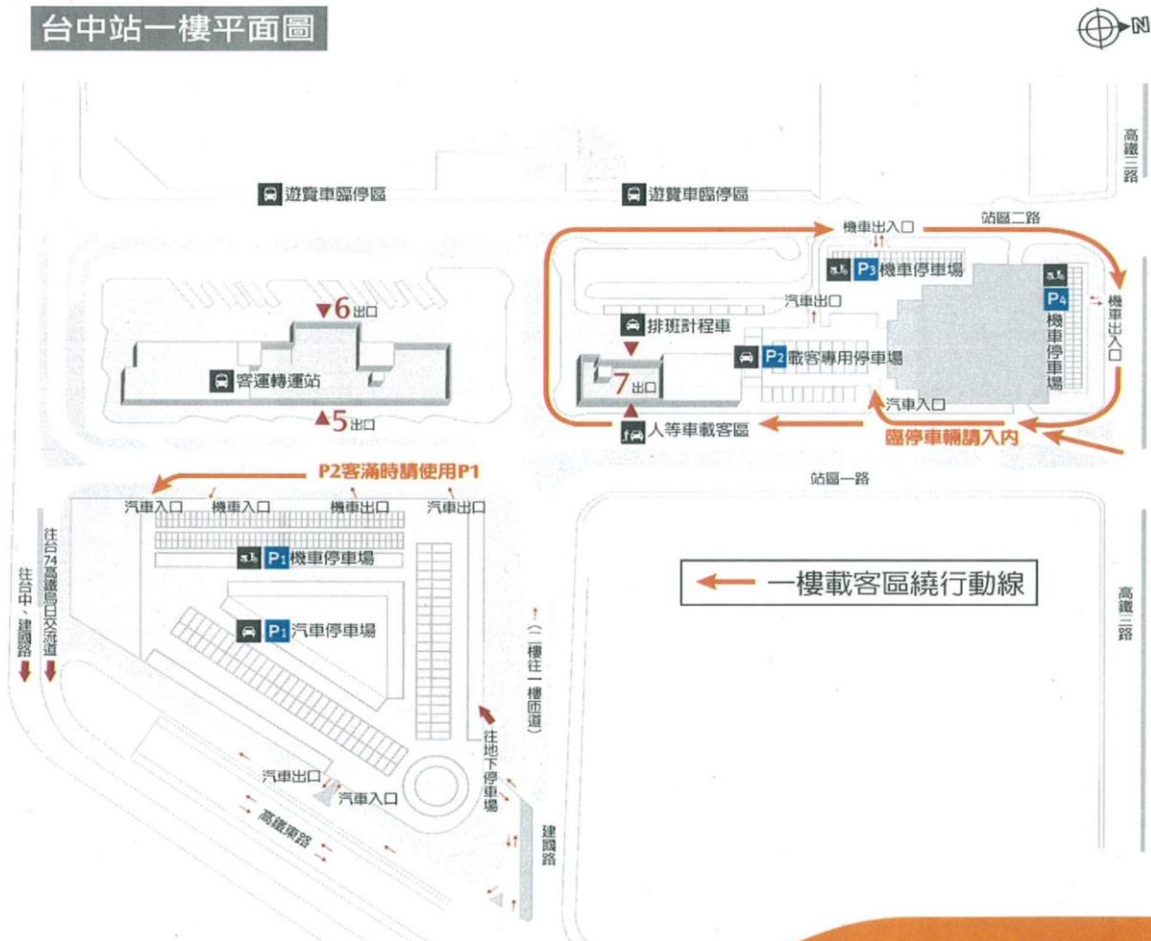 台中站一樓平面圖
N
高鐵三路
遊覽車臨停區
遊覽車臨停區
站區二路
機車出入口
P3 機車停車場
P4 機車停車場
機車出入口
汽車出口
6 出口
排班計程車
P2 載客專用停車場
客運轉運站
7 出口
汽車入口
5 出口
人等車載客區
臨停車輛請入內
P2客滿時請使用P1
站區一路
汽車入口
機車入口
機車出口
汽車出口
P1 機車停車場
一樓載客區繞行動線
往台74高鐵烏日交流道
往台中、建國路
高鐵三路
P1 汽車停車場
(二樓往一樓匝道)
往地下停車場
汽車出口
汽車入口
高鐵東路
建國路